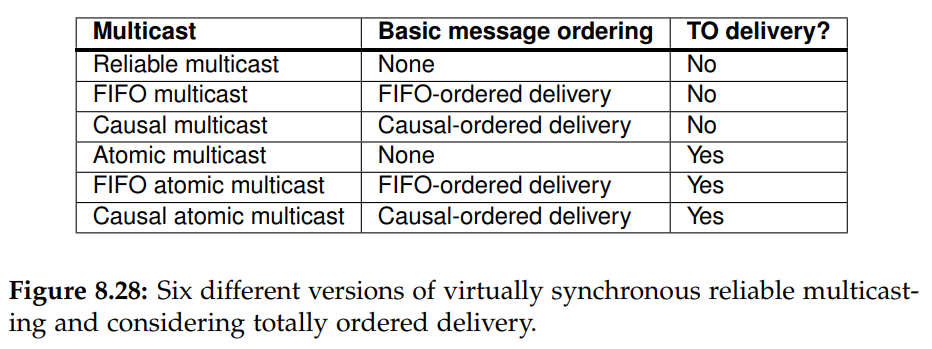 Multicast Basic message ordering TO delivery?
Reliable multicast None No
FIFO multicast FIFO-ordered delivery No
Causal multicast Causal-ordered delivery No
Atomic multicast None Yes
FIFO atomic multicast FIFO-ordered delivery Yes
Causal atomic multicast Causal-ordered delivery Yes
Figure 8.28: Six different versions of virtually synchronous reliable multicast-
ing and considering totally ordered delivery.